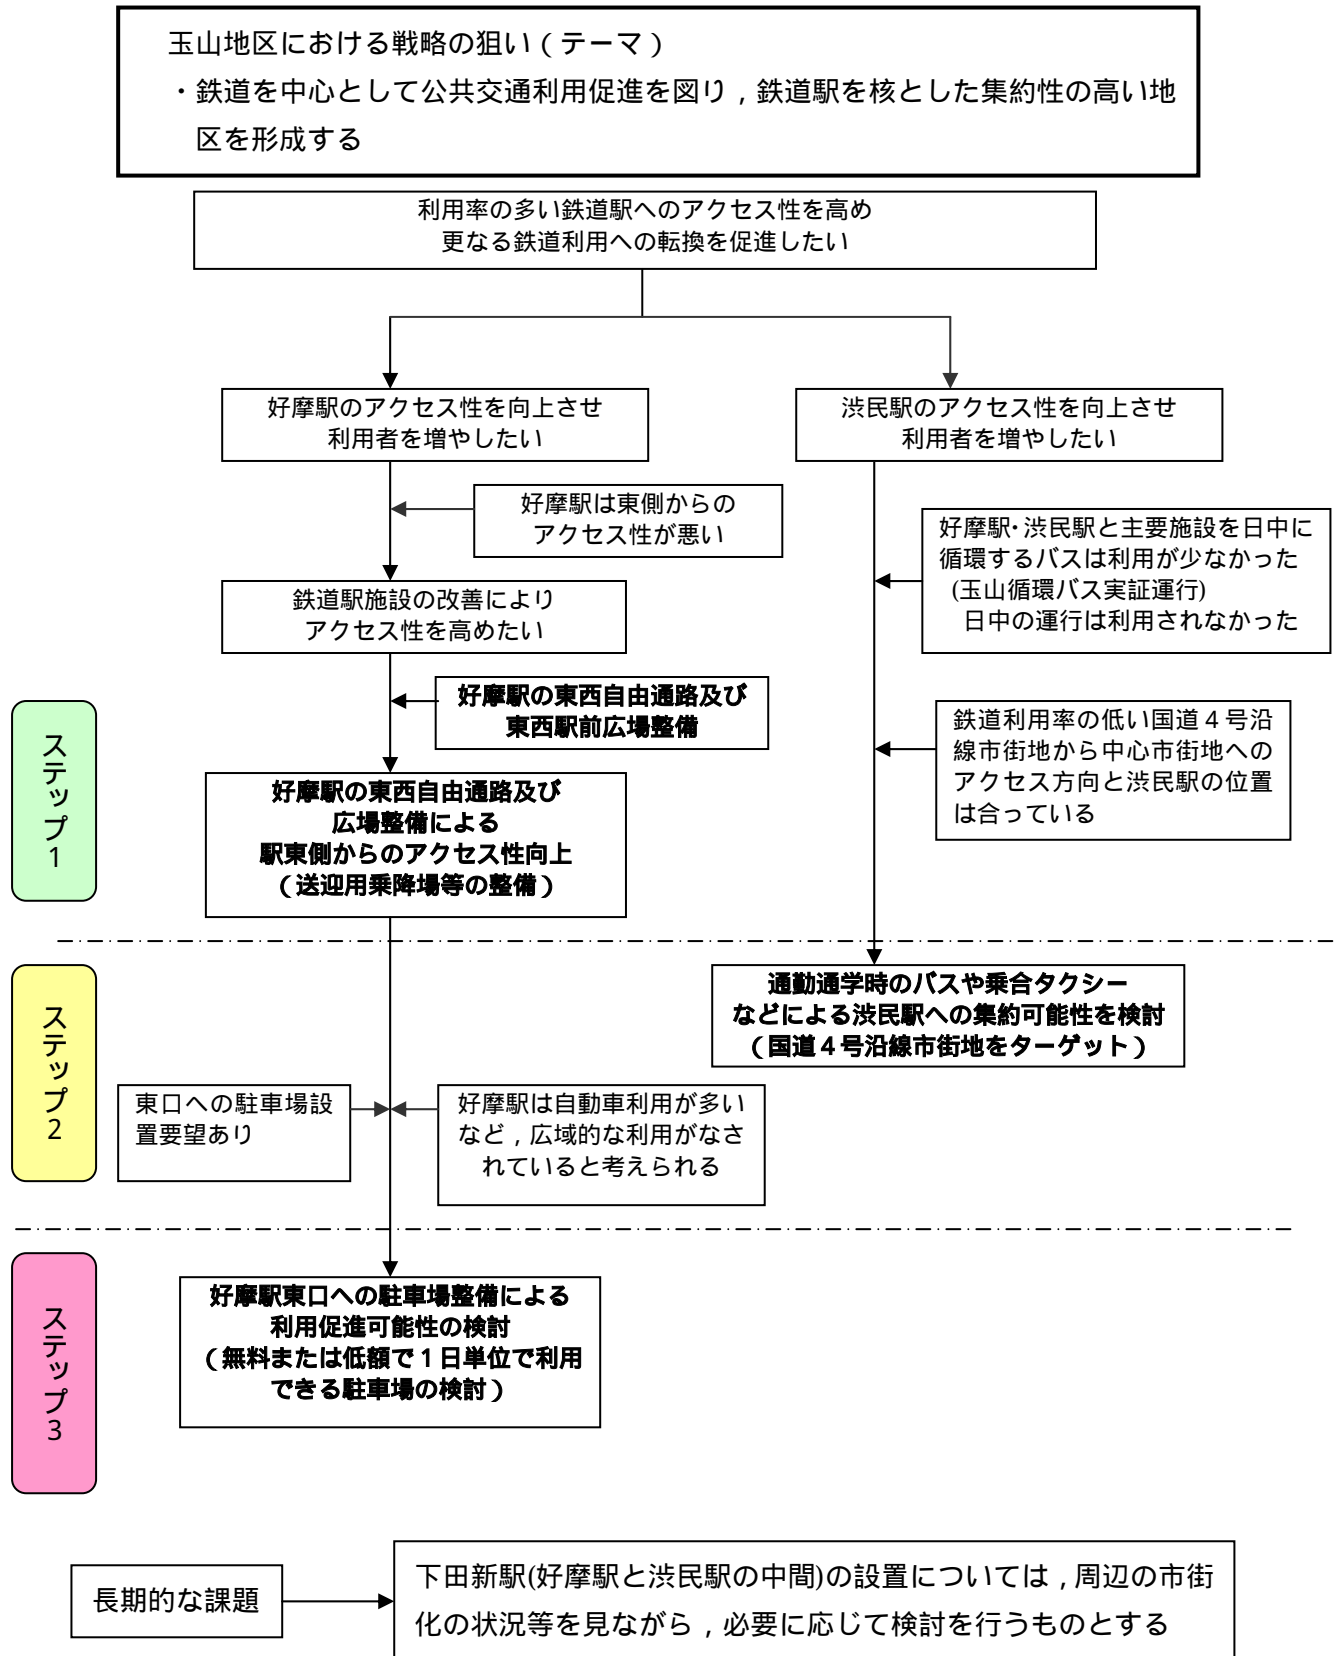 玉山地区における戦略の狙い（テーマ）
・鉄道を中心として公共交通利用促進を図り，鉄道駅を核とした集約性の高い地
区を形成する
利用率の多い鉄道駅へのアクセス性を高め
更なる鉄道利用への転換を促進したい
好摩駅のアクセス性を向上させ
利用者を増やしたい
渋民駅のアクセス性を向上させ
利用者を増やしたい
好摩駅は東側からの
アクセス性が悪い
好摩駅・渋民駅と主要施設を日中に
循環するバスは利用が少なかった
(玉山循環バス実証運行)
日中の運行は利用されなかった
鉄道駅施設の改善により
アクセス性を高めたい
好摩駅の東西自由通路及び
東西駅前広場整備
鉄道利用率の低い国道４号沿
線市街地から中心市街地への
アクセス方向と渋民駅の位置
は合っている
ステップ1
好摩駅の東西自由通路及び
広場整備による
駅東側からのアクセス性向上
（送迎用乗降場等の整備）
ステップ2
通勤通学時のバスや乗合タクシー
などによる渋民駅への集約可能性を検討
（国道４号沿線市街地をターゲット）
東口への駐車場設
置要望あり
好摩駅は自動車利用が多い
など，広域的な利用がなさ
れていると考えられる
ステップ3
好摩駅東口への駐車場整備による
利用促進可能性の検討
（無料または低額で１日単位で利用
できる駐車場の検討）
長期的な課題
下田新駅(好摩駅と渋民駅の中間)の設置については，周辺の市街
化の状況等を見ながら，必要に応じて検討を行うものとする